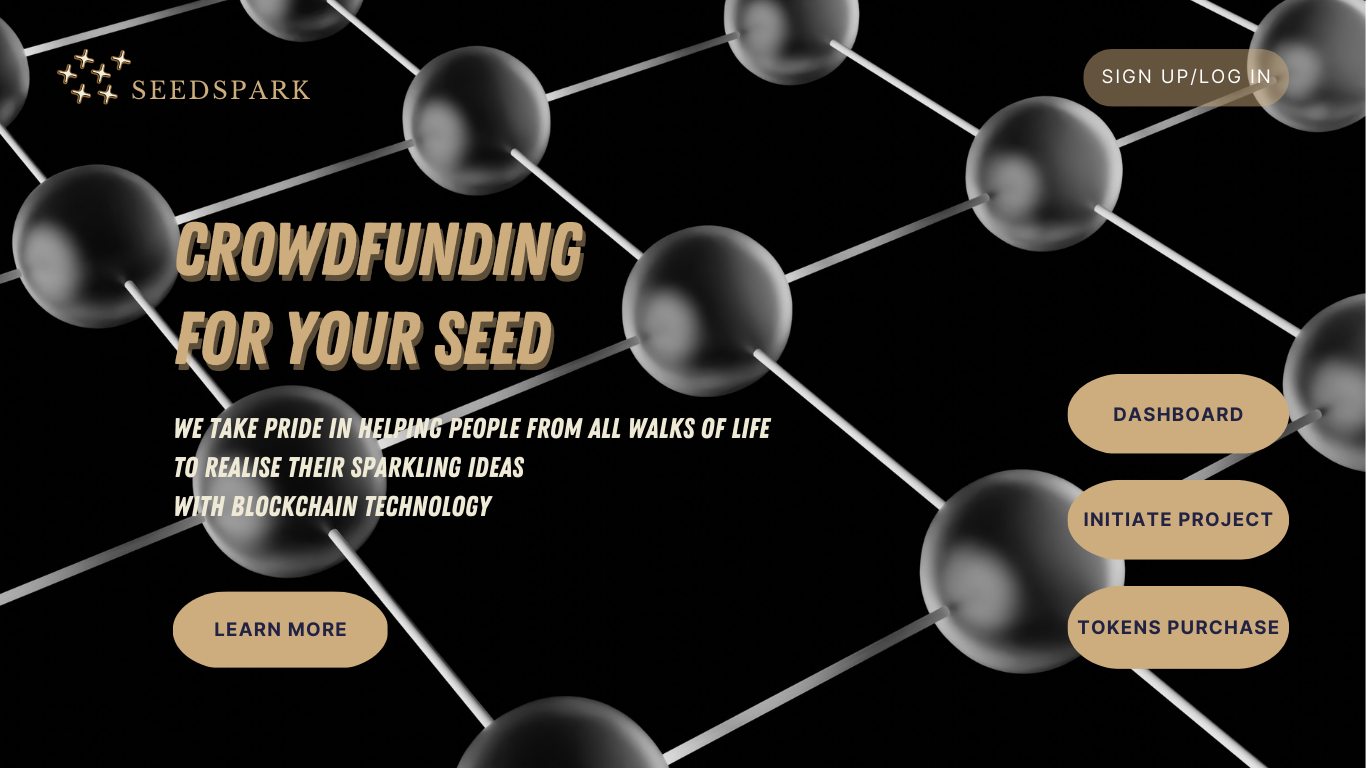 SEEDSPARK
SIGN UP/LOG IN
CROWDFUNDING
FOR YOUR SEED
WE TAKE PRIDE IN HELPING PEOPLE FROM ALL WALKS OF LIFE
TO REALISE THEIR SPARKLING IDEAS
WITH BLOCKCHAIN TECHNOLOGY
LEARN MORE
DASHBOARD
INITIATE PROJECT
TOKENS PURCHASE